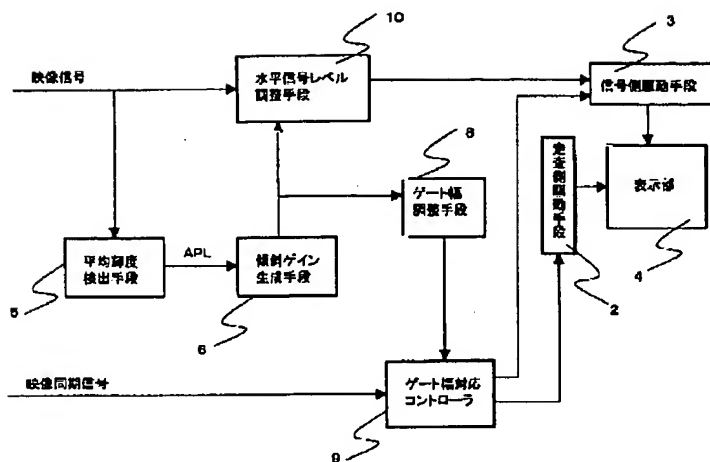 10
3
映像信号
水平信号レベル
調整手段
信号側駆動手段
8
走査側駆動手段
表示部
ゲート幅
調整手段
平均輝度
検出手段
APL
傾斜ゲイン
生成手段
5
6
2
4
映像同期信号
ゲート幅対応
コントローラ
9